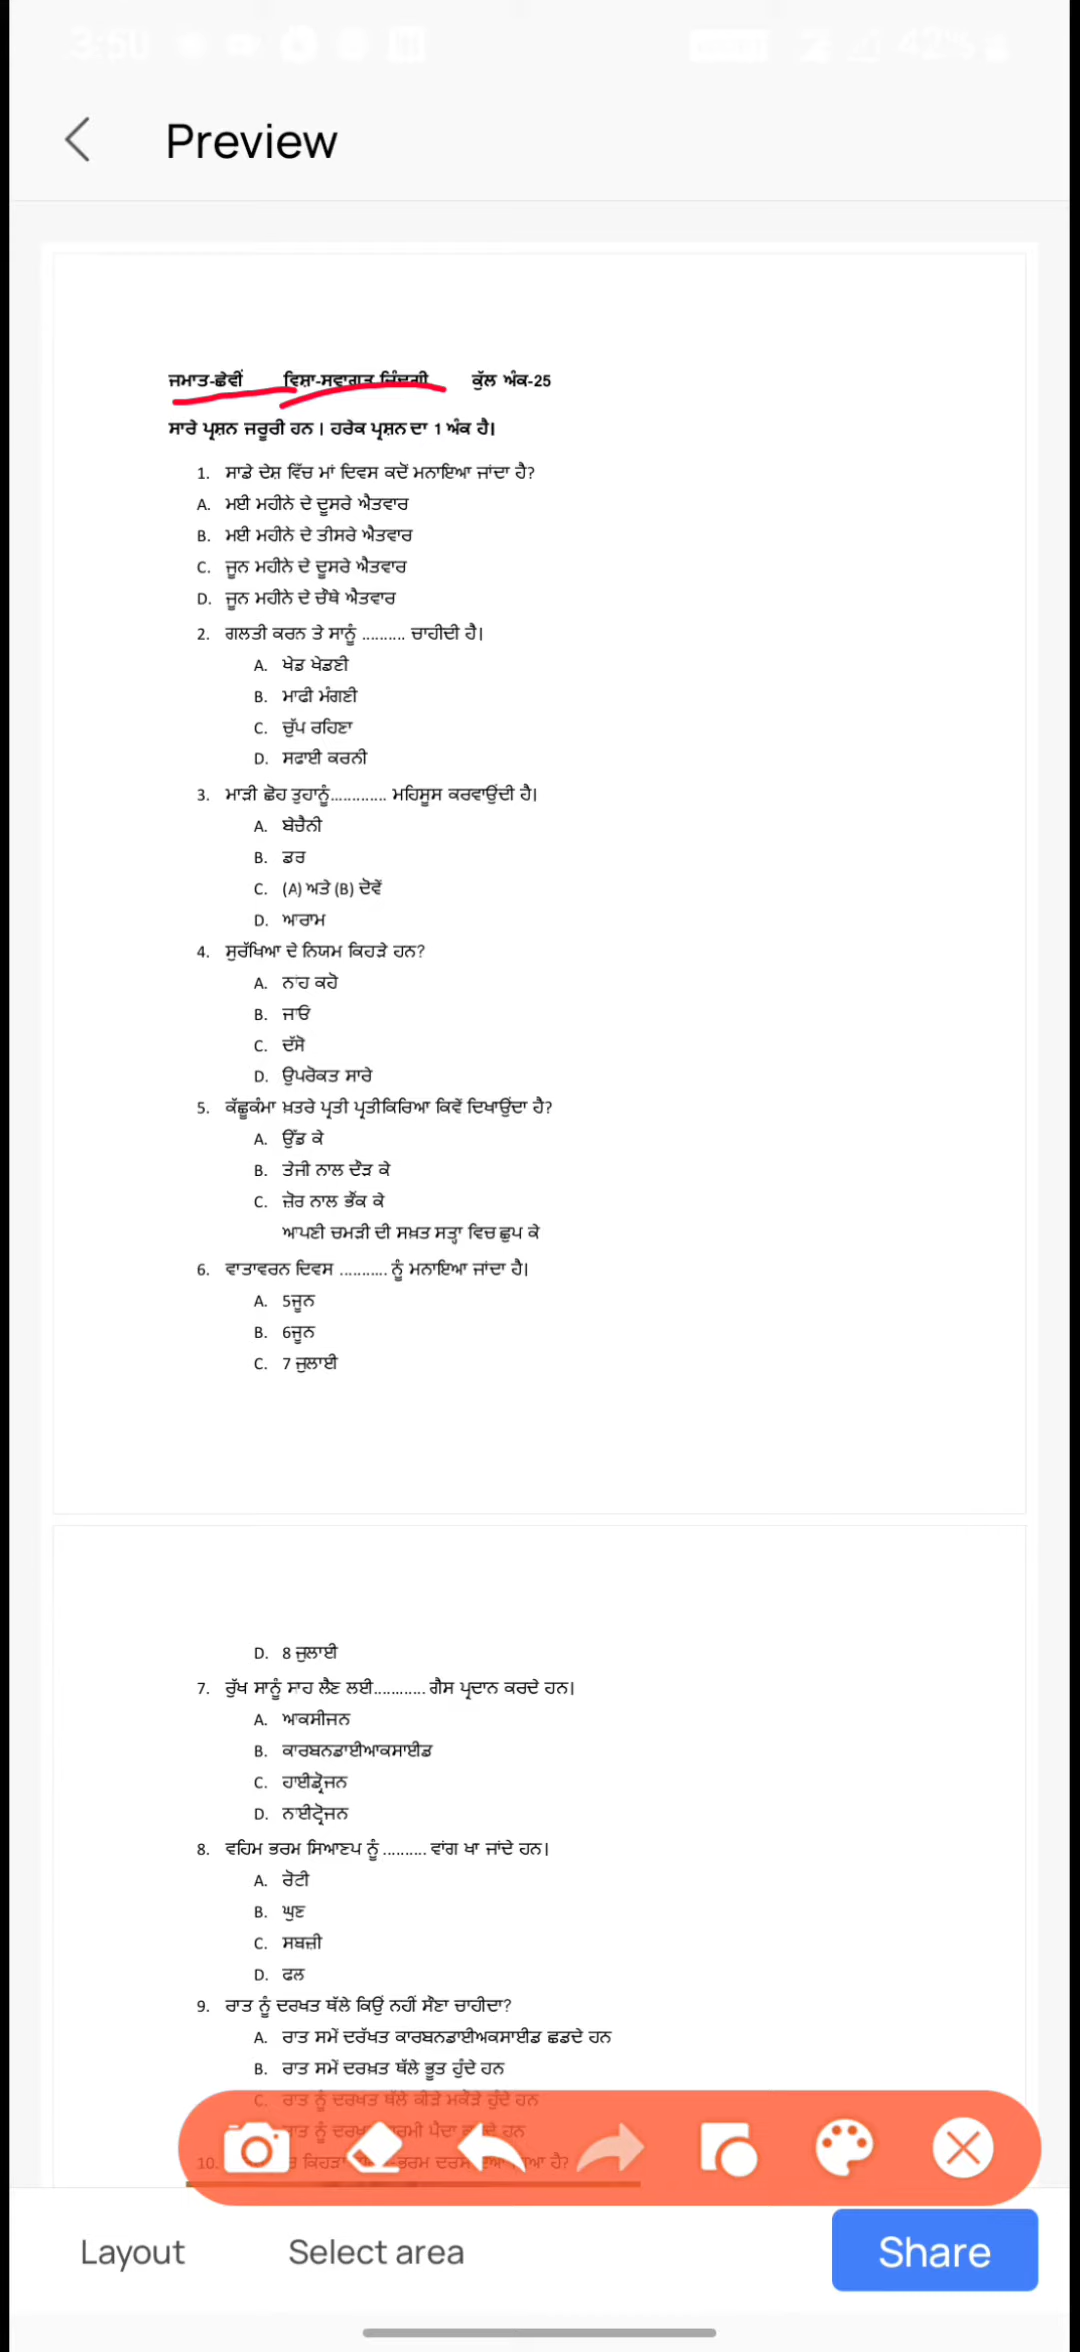 Preview
ਜਮਾਤ-ਛੇਵੀਂ ਵਿਸ਼ਾ-ਸਵਾਗਤ ਜ਼ਿੰਦਗੀ ਕੁੱਲ ਅੰਕ-25
ਸਾਰੇ ਪ੍ਰਸ਼ਨ ਜਰੂਰੀ ਹਨ। ਹਰੇਕ ਪ੍ਰਸ਼ਨ ਦਾ 1 ਅੰਕ ਹੈ।
1. ਸਾਡੇ ਦੇਸ਼ ਵਿੱਚ ਮਾਂ ਦਿਵਸ ਕਦੋਂ ਮਨਾਇਆ ਜਾਂਦਾ ਹੈ?
A. ਮਈ ਮਹੀਨੇ ਦੇ ਦੂਸਰੇ ਐਤਵਾਰ
B. ਮਈ ਮਹੀਨੇ ਦੇ ਤੀਸਰੇ ਐਤਵਾਰ
C. ਜੂਨ ਮਹੀਨੇ ਦੇ ਦੂਸਰੇ ਐਤਵਾਰ
D. ਜੂਨ ਮਹੀਨੇ ਦੇ ਚੌਥੇ ਐਤਵਾਰ
2. ਗਲਤੀ ਕਰਨ ਤੇ ਸਾਨੂੰ .......... ਚਾਹੀਦੀ ਹੈ।
A. ਖੇਡ ਖੇਡਣੀ
B. ਮਾਫੀ ਮੰਗਣੀ
C. ਚੁੱਪ ਰਹਿਣਾ
D. ਸਫਾਈ ਕਰਨੀ
3. ਮਾੜੀ ਛੋਹ ਤੁਹਾਨੂੰ............. ਮਹਿਸੂਸ ਕਰਵਾਉਂਦੀ ਹੈ।
A. ਬੇਚੈਨੀ
B. ਡਰ
C. (A) ਅਤੇ (B) ਦੋਵੇਂ
D. ਆਰਾਮ
4. ਸੁਰੱਖਿਆ ਦੇ ਨਿਯਮ ਕਿਹੜੇ ਹਨ?
A. ਨਾਂਹ ਕਹੋ
B. ਜਾਓ
C. ਦੱਸੋ
D. ਉਪਰੋਕਤ ਸਾਰੇ
5. ਕੱਛੂਕੰਮਾ ਖ਼ਤਰੇ ਪ੍ਰਤੀ ਪ੍ਰਤੀਕਿਰਿਆ ਕਿਵੇਂ ਦਿਖਾਉਂਦਾ ਹੈ?
A. ਉੱਡ ਕੇ
B. ਤੇਜੀ ਨਾਲ ਦੌੜ ਕੇ
C. ਜ਼ੋਰ ਨਾਲ ਭੌਂਕ ਕੇ
ਆਪਣੀ ਚਮੜੀ ਦੀ ਸਖ਼ਤ ਸਤ੍ਹਾ ਵਿਚ ਛੁਪ ਕੇ
6. ਵਾਤਾਵਰਨ ਦਿਵਸ ........... ਨੂੰ ਮਨਾਇਆ ਜਾਂਦਾ ਹੈ।
A. 5ਜੂਨ
B. 6ਜੂਨ
C. 7 ਜੁਲਾਈ
D. 8 ਜੁਲਾਈ
7. ਰੁੱਖ ਸਾਨੂੰ ਸਾਹ ਲੈਣ ਲਈ............ ਗੈਸ ਪ੍ਰਦਾਨ ਕਰਦੇ ਹਨ।
A. ਆਕਸੀਜਨ
B. ਕਾਰਬਨਡਾਈਆਕਸਾਈਡ
C. ਹਾਈਡ੍ਰੋਜਨ
D. ਨਾਈਟ੍ਰੋਜਨ
8. ਵਹਿਮ ਭਰਮ ਸਿਆਣਪ ਨੂੰ .......... ਵਾਂਗ ਖਾ ਜਾਂਦੇ ਹਨ।
A. ਰੋਟੀ
B. ਘੁਣ
C. ਸਬਜ਼ੀ
D. ਫਲ
9. ਰਾਤ ਨੂੰ ਦਰਖਤ ਥੱਲੇ ਕਿਉਂ ਨਹੀਂ ਸੌਣਾ ਚਾਹੀਦਾ?
A. ਰਾਤ ਸਮੇਂ ਦਰੱਖਤ ਕਾਰਬਨਡਾਈਅਕਸਾਈਡ ਛਡਦੇ ਹਨ
B. ਰਾਤ ਸਮੇਂ ਦਰਖ਼ਤ ਥੱਲੇ ਭੂਤ ਹੁੰਦੇ ਹਨ
C. ਰਾਤ ਨੂੰ ਦਰਖਤ ਥੱਲੇ ਕੀੜੇ ਮਕੌੜੇ ਹੁੰਦੇ ਹਨ
ਰਾਤ ਨੂੰ ਪੈਦਾ ਹਨ
10. ਹੈ?
Layout Select area Share